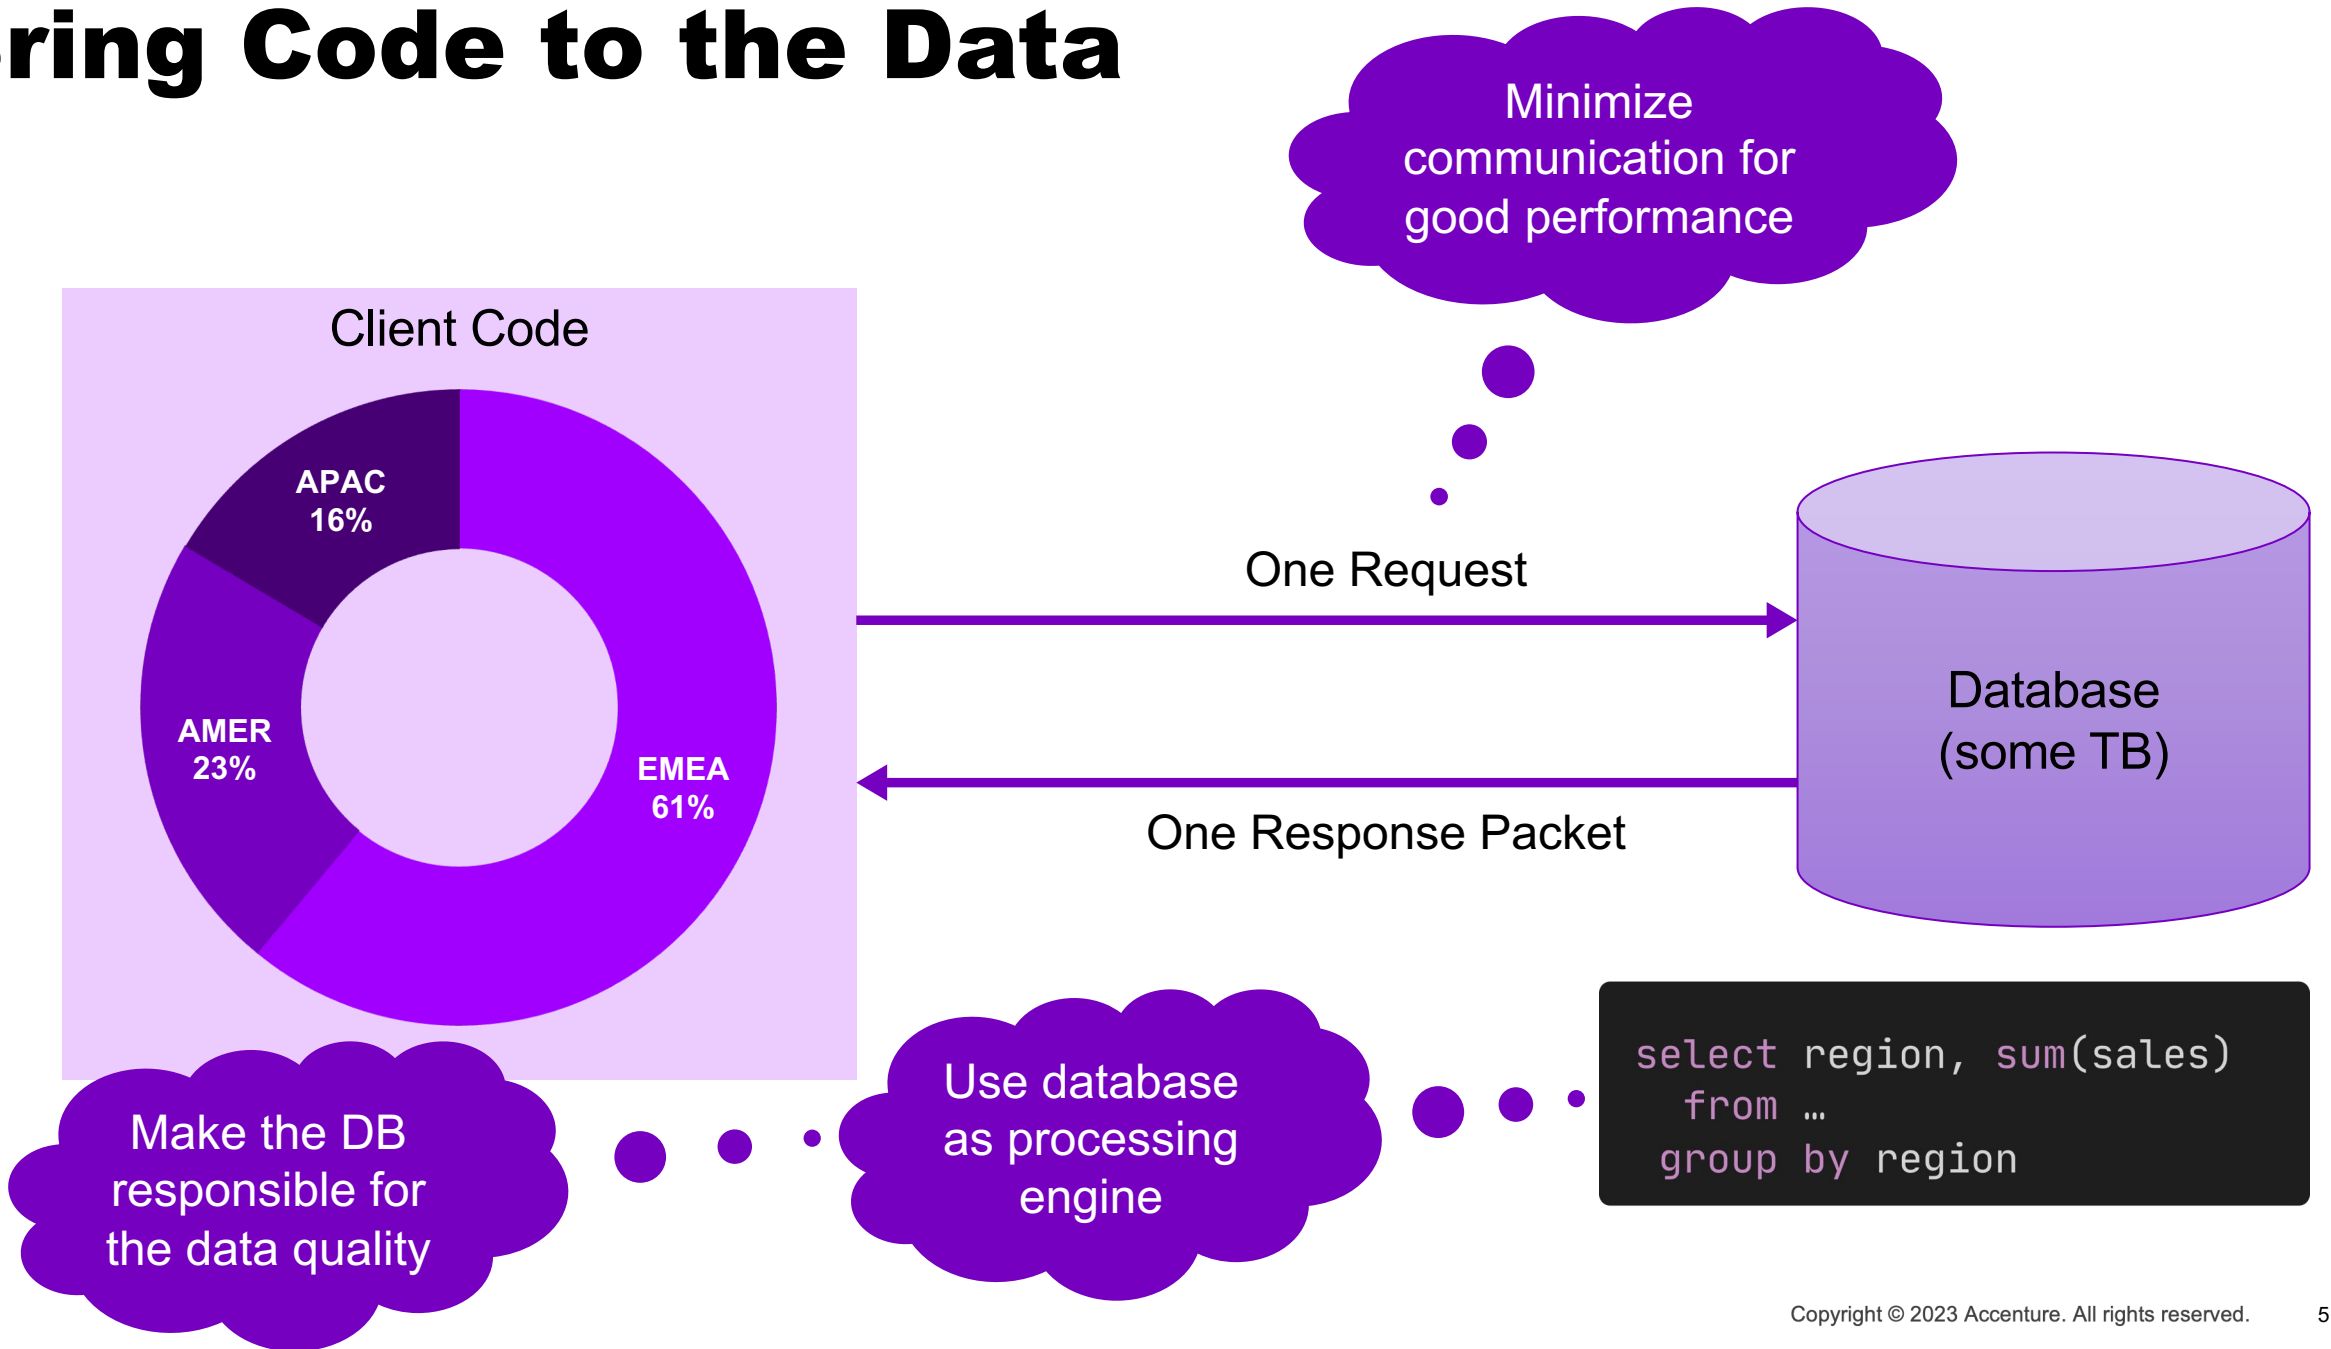 ring Code to the Data
Minimize
communication for
good performance
Client Code
APAC
16%
AMER
23%
EMEA
61%
One Request
One Response Packet
Database
(some TB)
Make the DB
responsible for
the data quality
Use database
as processing
engine
select region, sum(sales)
from …
group by region
Copyright © 2023 Accenture. All rights reserved.
5